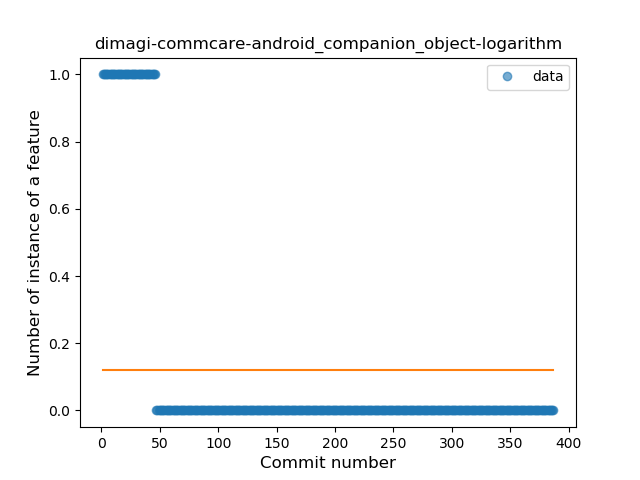 dimagi-commcare-android_companion_object-logarithm
data
Number of instance of a feature
1.0
0.8
0.6
0.4
0.2
0.0
0 50 100 150 200 250 300 350 400
Commit number